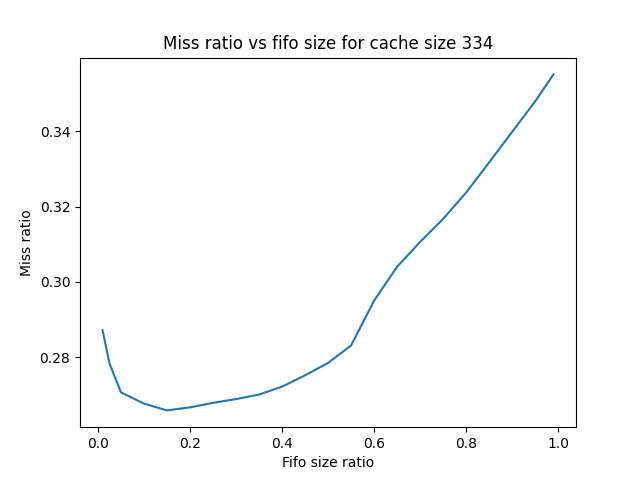 Miss ratio vs fifo size for cache size 334
Miss ratio
0.34
0.32
0.30
0.28
0.0 0.2 0.4 0.6 0.8 1.0
Fifo size ratio